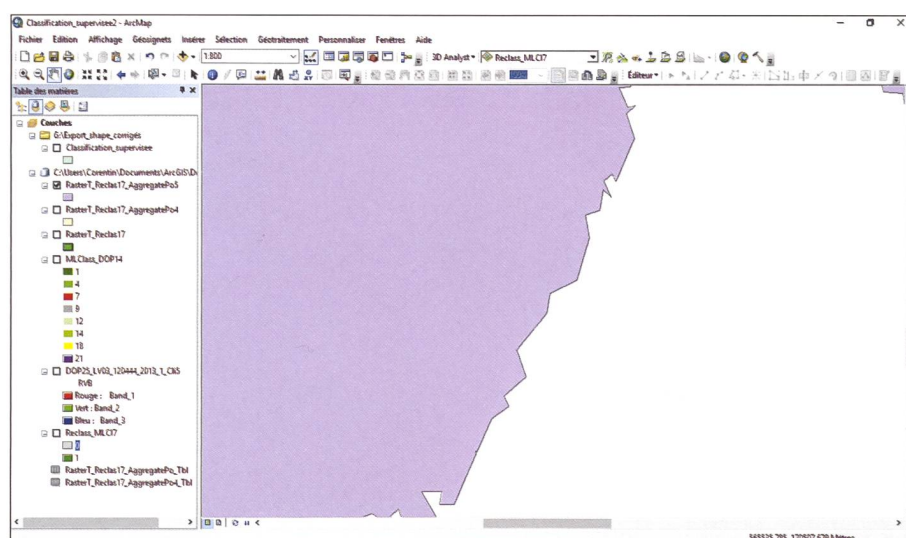 Classification_supervisee2 - ArcMap
Fichier Edition Affichage Géosignets Insérer Sélection Géotraitement Personnaliser Fenêtres Aide
1:800
3D Analyst
Reclass_MLCl7
Éditeur
Table des matières
Couches
G:\Export_shape_corrigés
Classification_supervisee
C:\Users\Corentin\Documents\ArcGIS\D
RasterT_Reclas17_AggregatePo5
RasterT_Reclas17_AggregatePo4
RasterT_Reclas17
MLClass_DOP14
1
4
7
9
12
14
18
21
RVB
Rouge : Band_1
Vert : Band_2
Bleu : Band_3
Reclass_MLCl7
0
1
RasterT_Reclas17_AggregatePo_Tbl
RasterT_Reclas17_AggregatePo4_Tbl